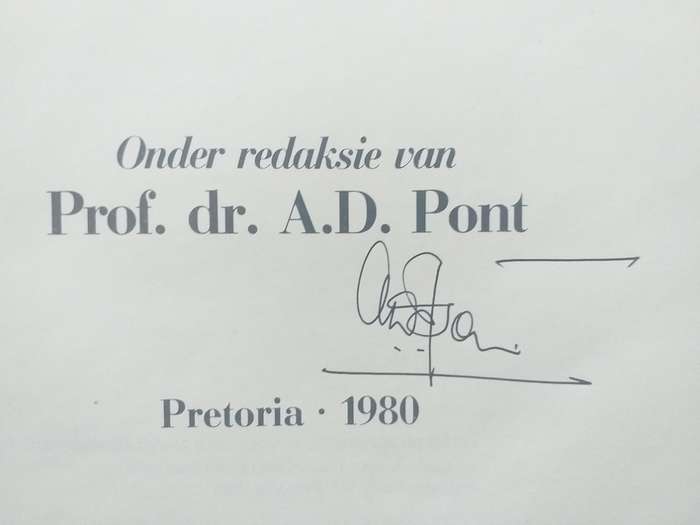 Onder redaksie van
Prof. dr. A.D. Pont
Pretoria · 1980